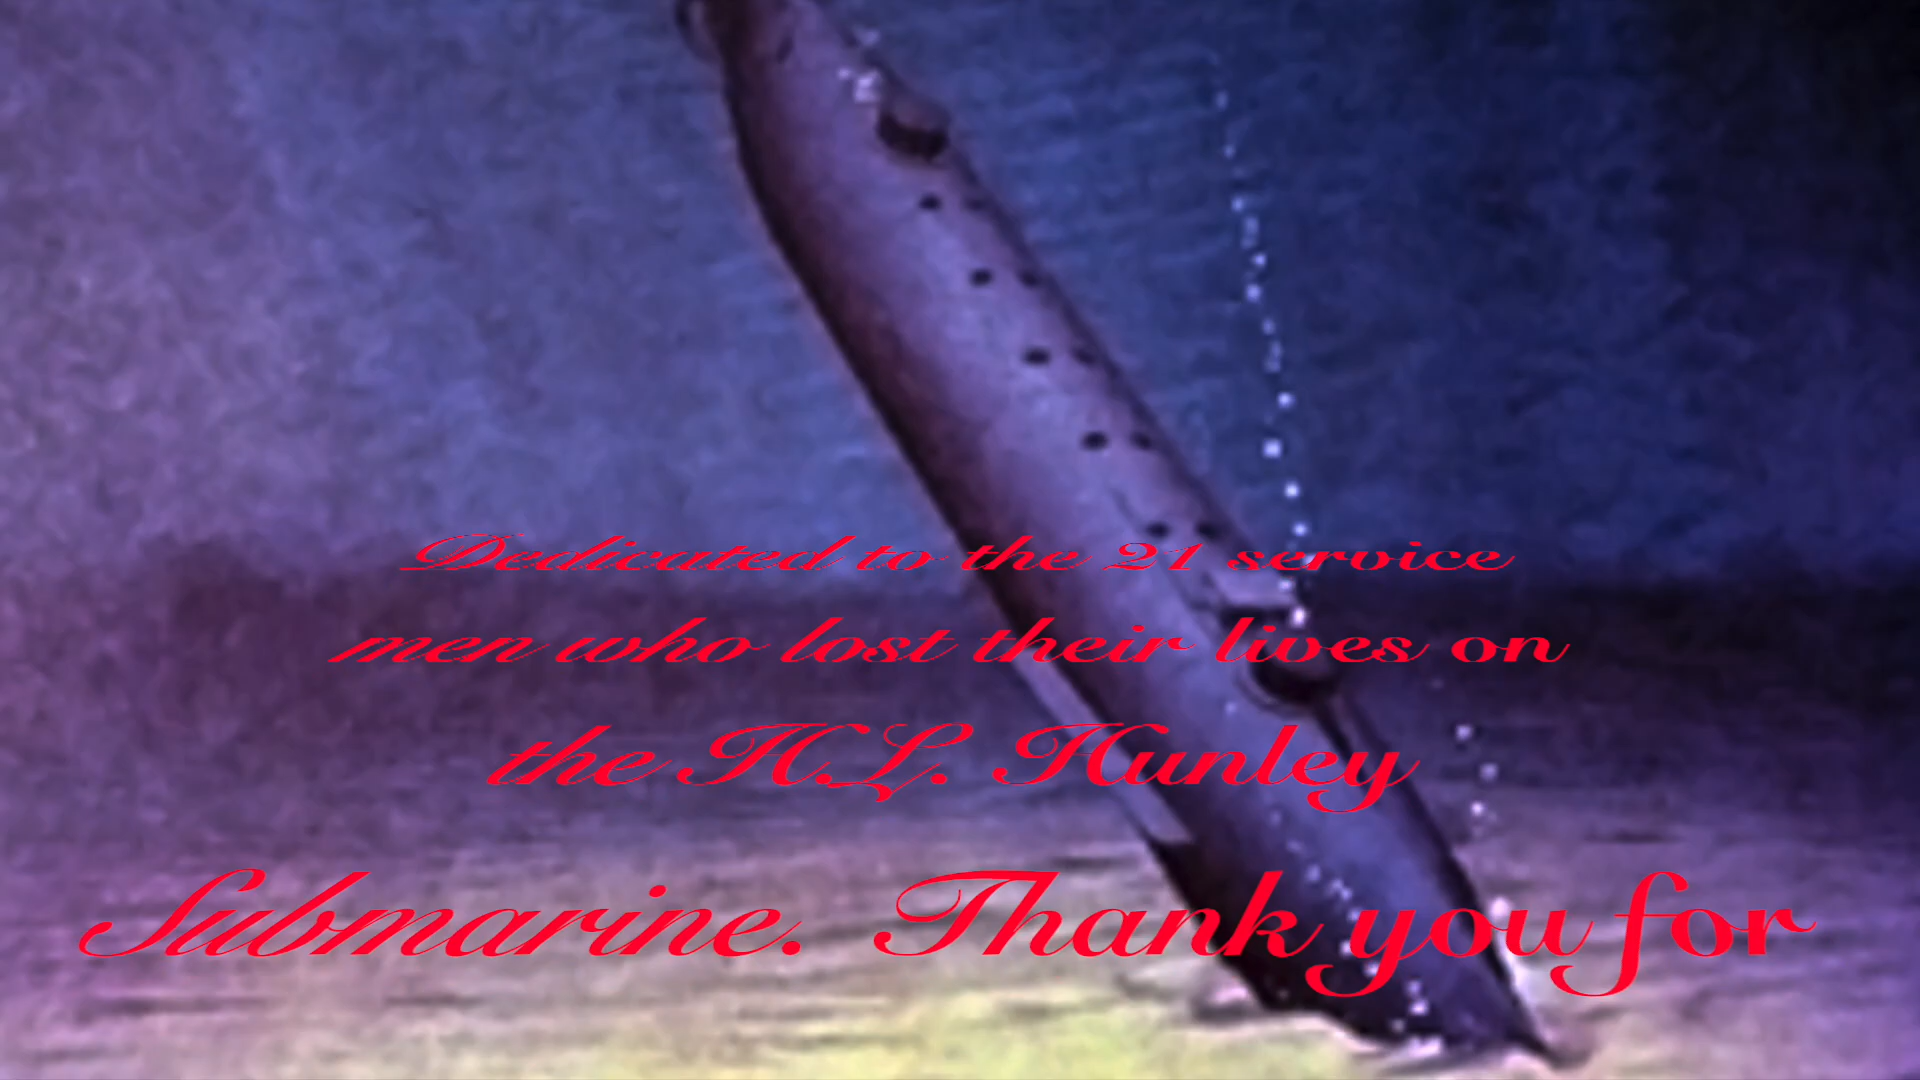 Dedicated to the 21 service
men who lost their lives on
the H.L. Hunley
Submarine. Thank you for